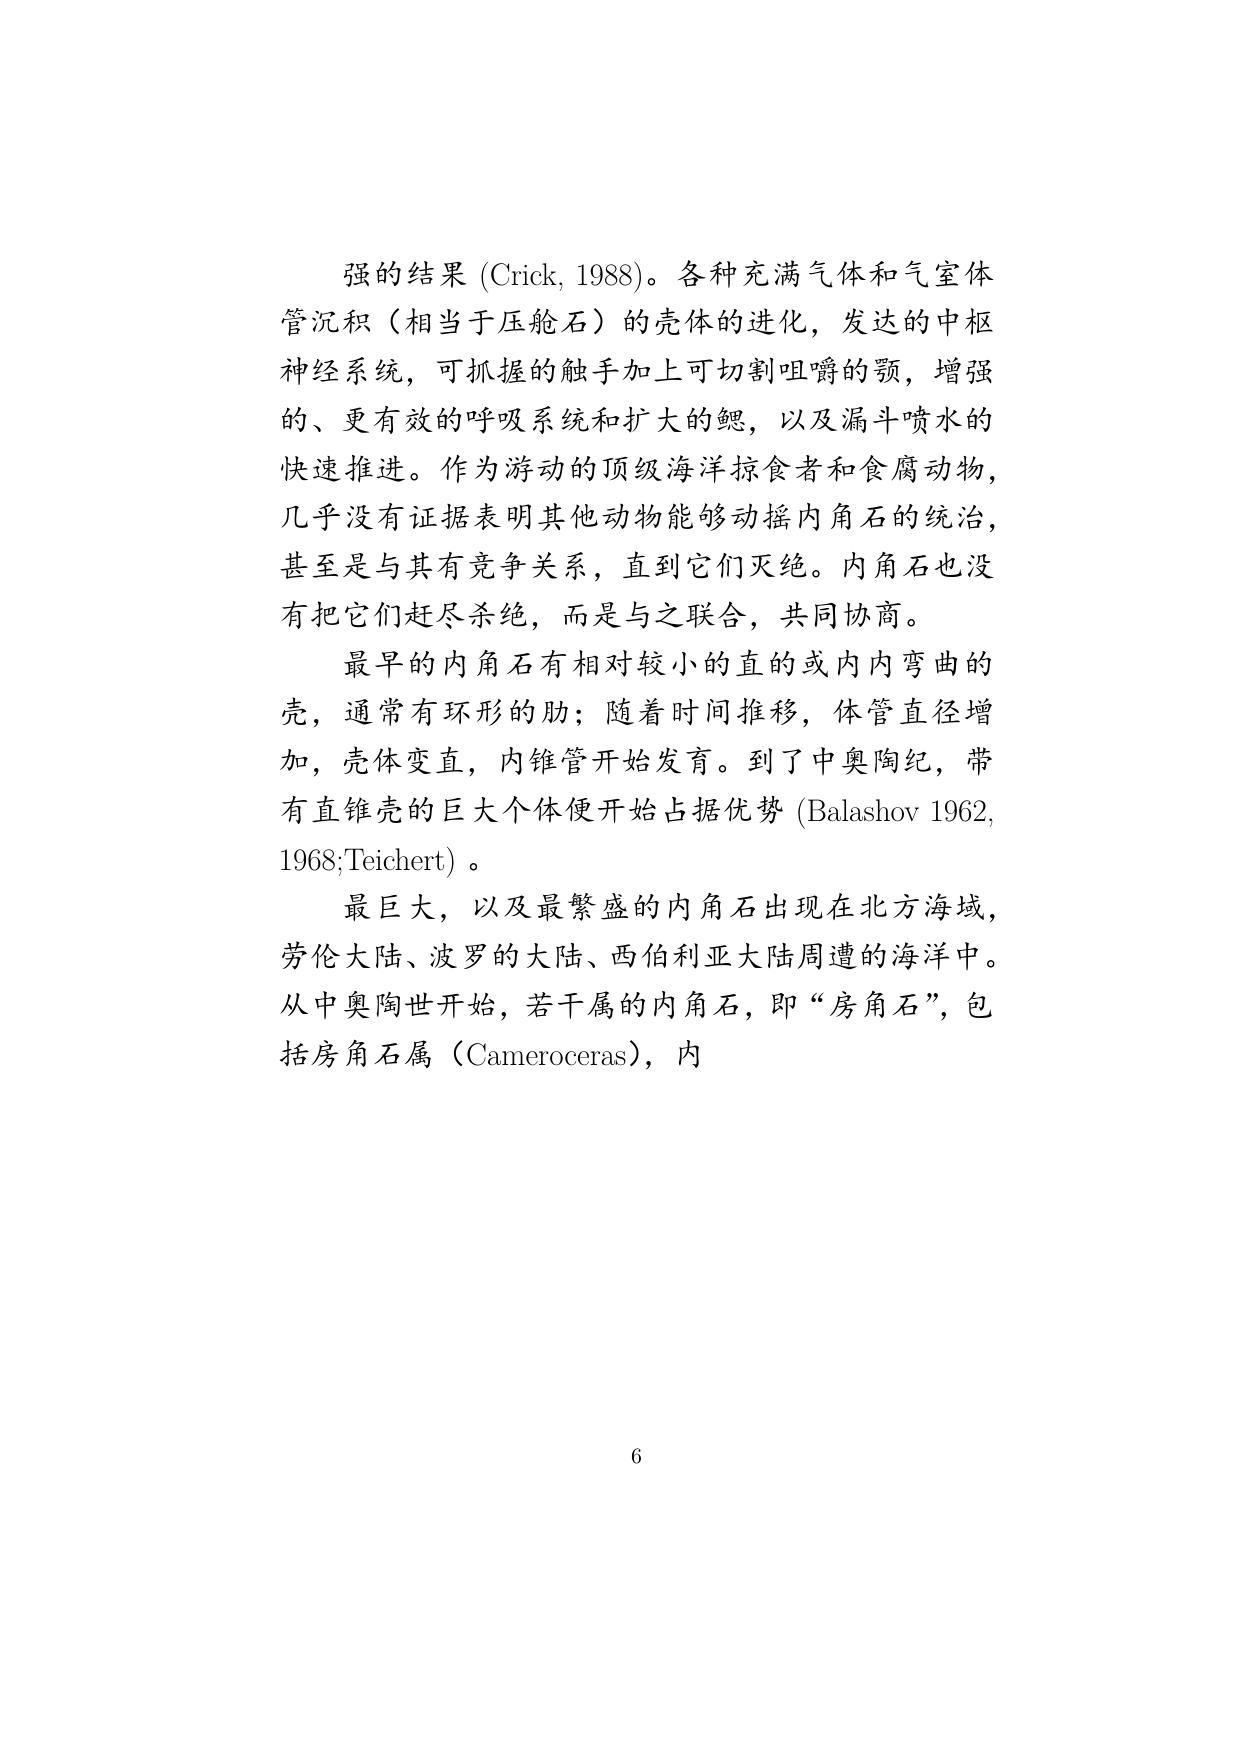 强的结果 (Crick, 1988)。各种充满气体和气室体
管沉积（相当于压舱石）的壳体的进化，发达的中枢
神经系统，可抓握的触手加上可切割咀嚼的颚，增强
的、更有效的呼吸系统和扩大的鳃，以及漏斗喷水的
快速推进。作为游动的顶级海洋掠食者和食腐动物，
几乎没有证据表明其他动物能够动摇内角石的统治，
甚至是与其有竞争关系，直到它们灭绝。内角石也没
有把它们赶尽杀绝，而是与之联合，共同协商。
最早的内角石有相对较小的直的或内内弯曲的
壳，通常有环形的肋；随着时间推移，体管直径增
加，壳体变直，内锥管开始发育。到了中奥陶纪，带
有直锥壳的巨大个体便开始占据优势 (Balashov 1962,
1968;Teichert) 。
最巨大，以及最繁盛的内角石出现在北方海域，
劳伦大陆、波罗的大陆、西伯利亚大陆周遭的海洋中。
从中奥陶世开始，若干属的内角石，即“房角石”，包
括房角石属（Cameroceras），内
6